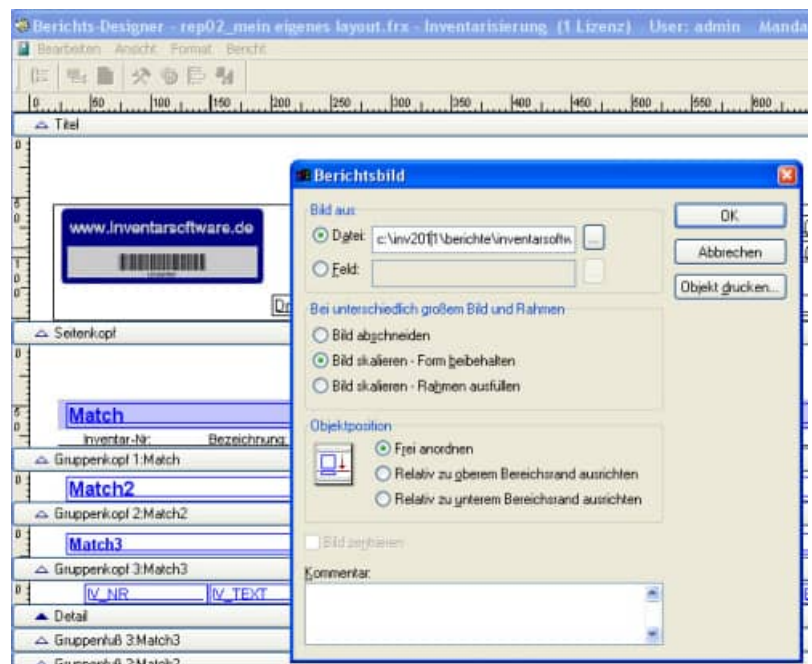 Berichts-Designer - rep02_mein eigenes layout.frx - Inventarisierung (1 Lizenz) User: admin Manda
Bearbeiten Ansicht Format Bericht
0 50 100 150 200 250 300 350 400 450 500 550 600
Titel
Berichtsbild
www.Inventarsoftware.de
Bild aus:
Datei: c:\inv2011\berichte\inventarsoftw
...
OK
Feld:
Abbrechen
Objekt drucken...
Bei unterschiedlich großem Bild und Rahmen
Seitenkopf
Bild abschneiden
Bild skalieren - Form beibehalten
Bild skalieren - Rahmen ausfüllen
Match
Inventar-Nr: Bezeichnung:
Objektposition
Frei anordnen
Gruppenkopf 1:Match
Relativ zu oberem Bereichsrand ausrichten
Match2
Relativ zu unterem Bereichsrand ausrichten
Gruppenkopf 2:Match2
Match3
Bild zentrieren
Gruppenkopf 3:Match3
Kommentar:
IV_NR IV_TEXT
Detail
Gruppenfuß 3:Match3
Gruppenfuß 2:Match2